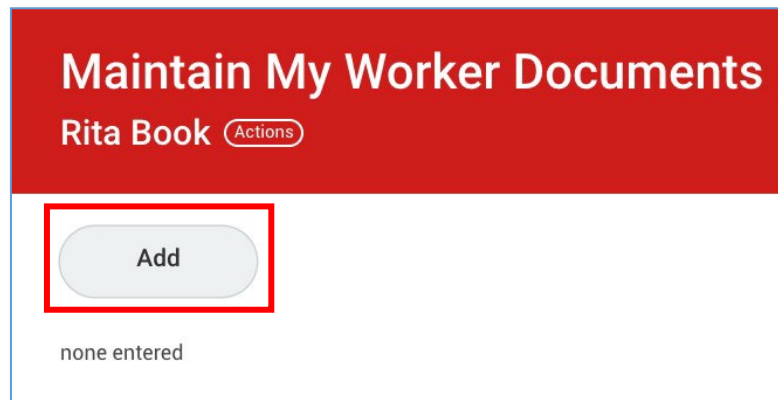 Maintain My Worker Documents
Rita Book Actions
Add
none entered